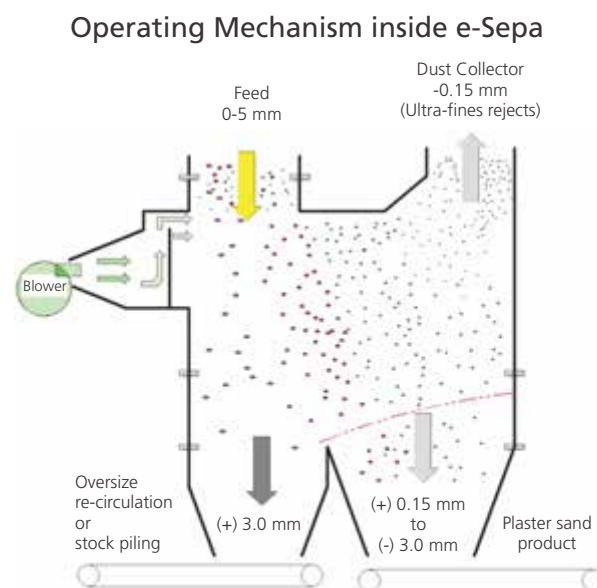 Operating Mechanism inside e-Sepa
Dust Collector
-0.15 mm
(Ultra-fines rejects)
Feed
0-5 mm
Blower
Oversize
re-circulation
or
stock piling
(+) 3.0 mm
(+) 0.15 mm
to
(-) 3.0 mm
Plaster sand
product